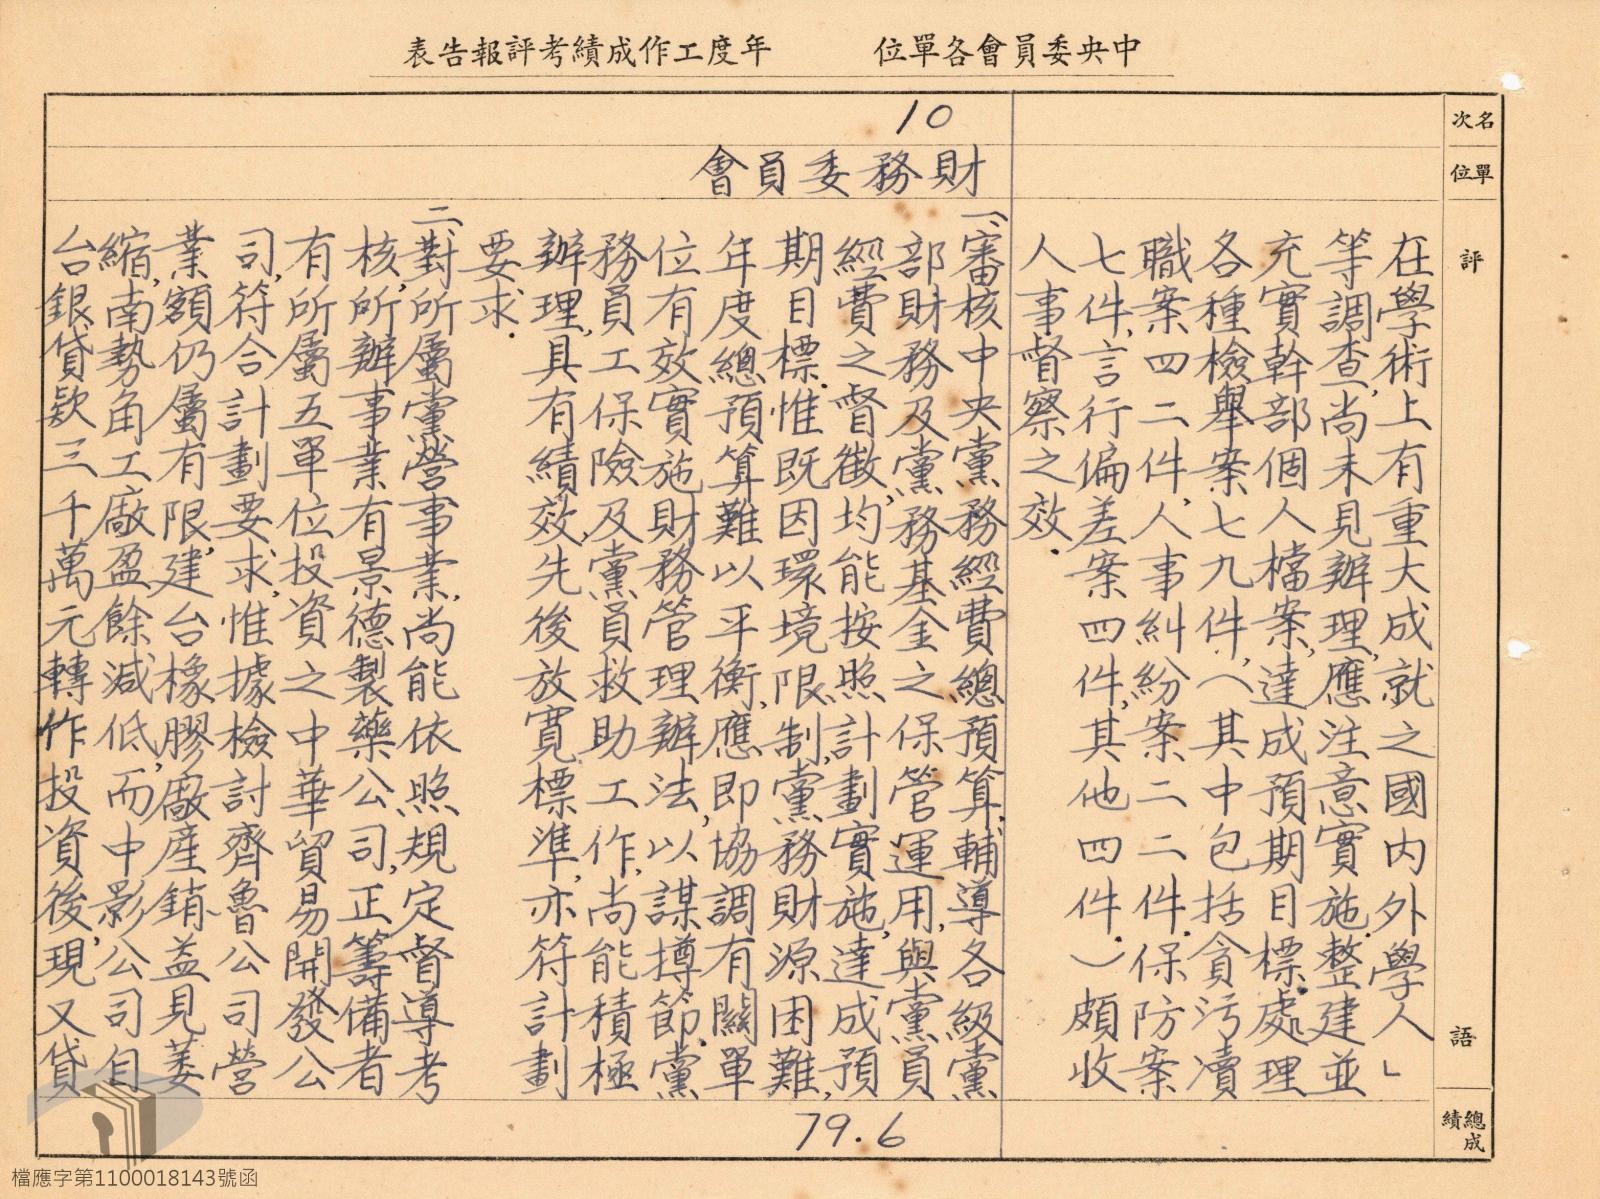 中央委員會各單位　　年度工作成績考評報告表
名次
單位
評語
總成績
在學術上有重大成就之國內外學人」
等調查，尚未見辦理，應注意實施。整建並
充實幹部個人檔案，達成預期目標。處理
各種檢舉案七九件，（其中包括貪污瀆
職案四二件，人事糾紛案二二件。保防案
七件，言行偏差案四件，其他四件）頗收
人事督察之效。
10
財務委員會
一、審核中央黨務經費總預算，輔導各級黨
部財務及黨務基金之保管運用，與黨員
經費之督徵，均能按照計劃實施，達成預
期目標。惟既因環境限制，黨務財源困難，
年度總預算難以平衡，應即協調有關單
位有效實施財務管理辦法，以謀撙節。黨
務員工保險及黨員救助工作，尚能積極
辦理，具有績效，先後放寬標準，亦符計劃
要求。
二、對所屬黨營事業，尚能依照規定督導考
核，所辦事業有景德製藥公司，正籌備者
有所屬五單位投資之中華貿易開發公
司，符合計劃要求，惟據檢討齊魯公司營
業額仍屬有限，建台橡膠廠產銷益見萎
縮，南勢角工廠盈餘減低，而中影公司自
台銀貸款三千萬元轉作投資後，現又貸
79.6
檔應字第1100018143號函